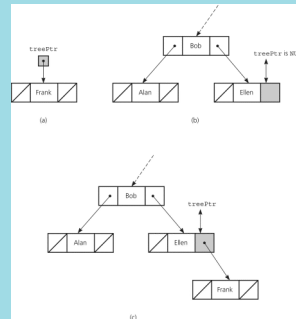 treePtr
Frank
(a)
Bob
treePtr is NU
Alan
Ellen
(b)
Bob
treePtr
Alan
Ellen
Frank
(c)